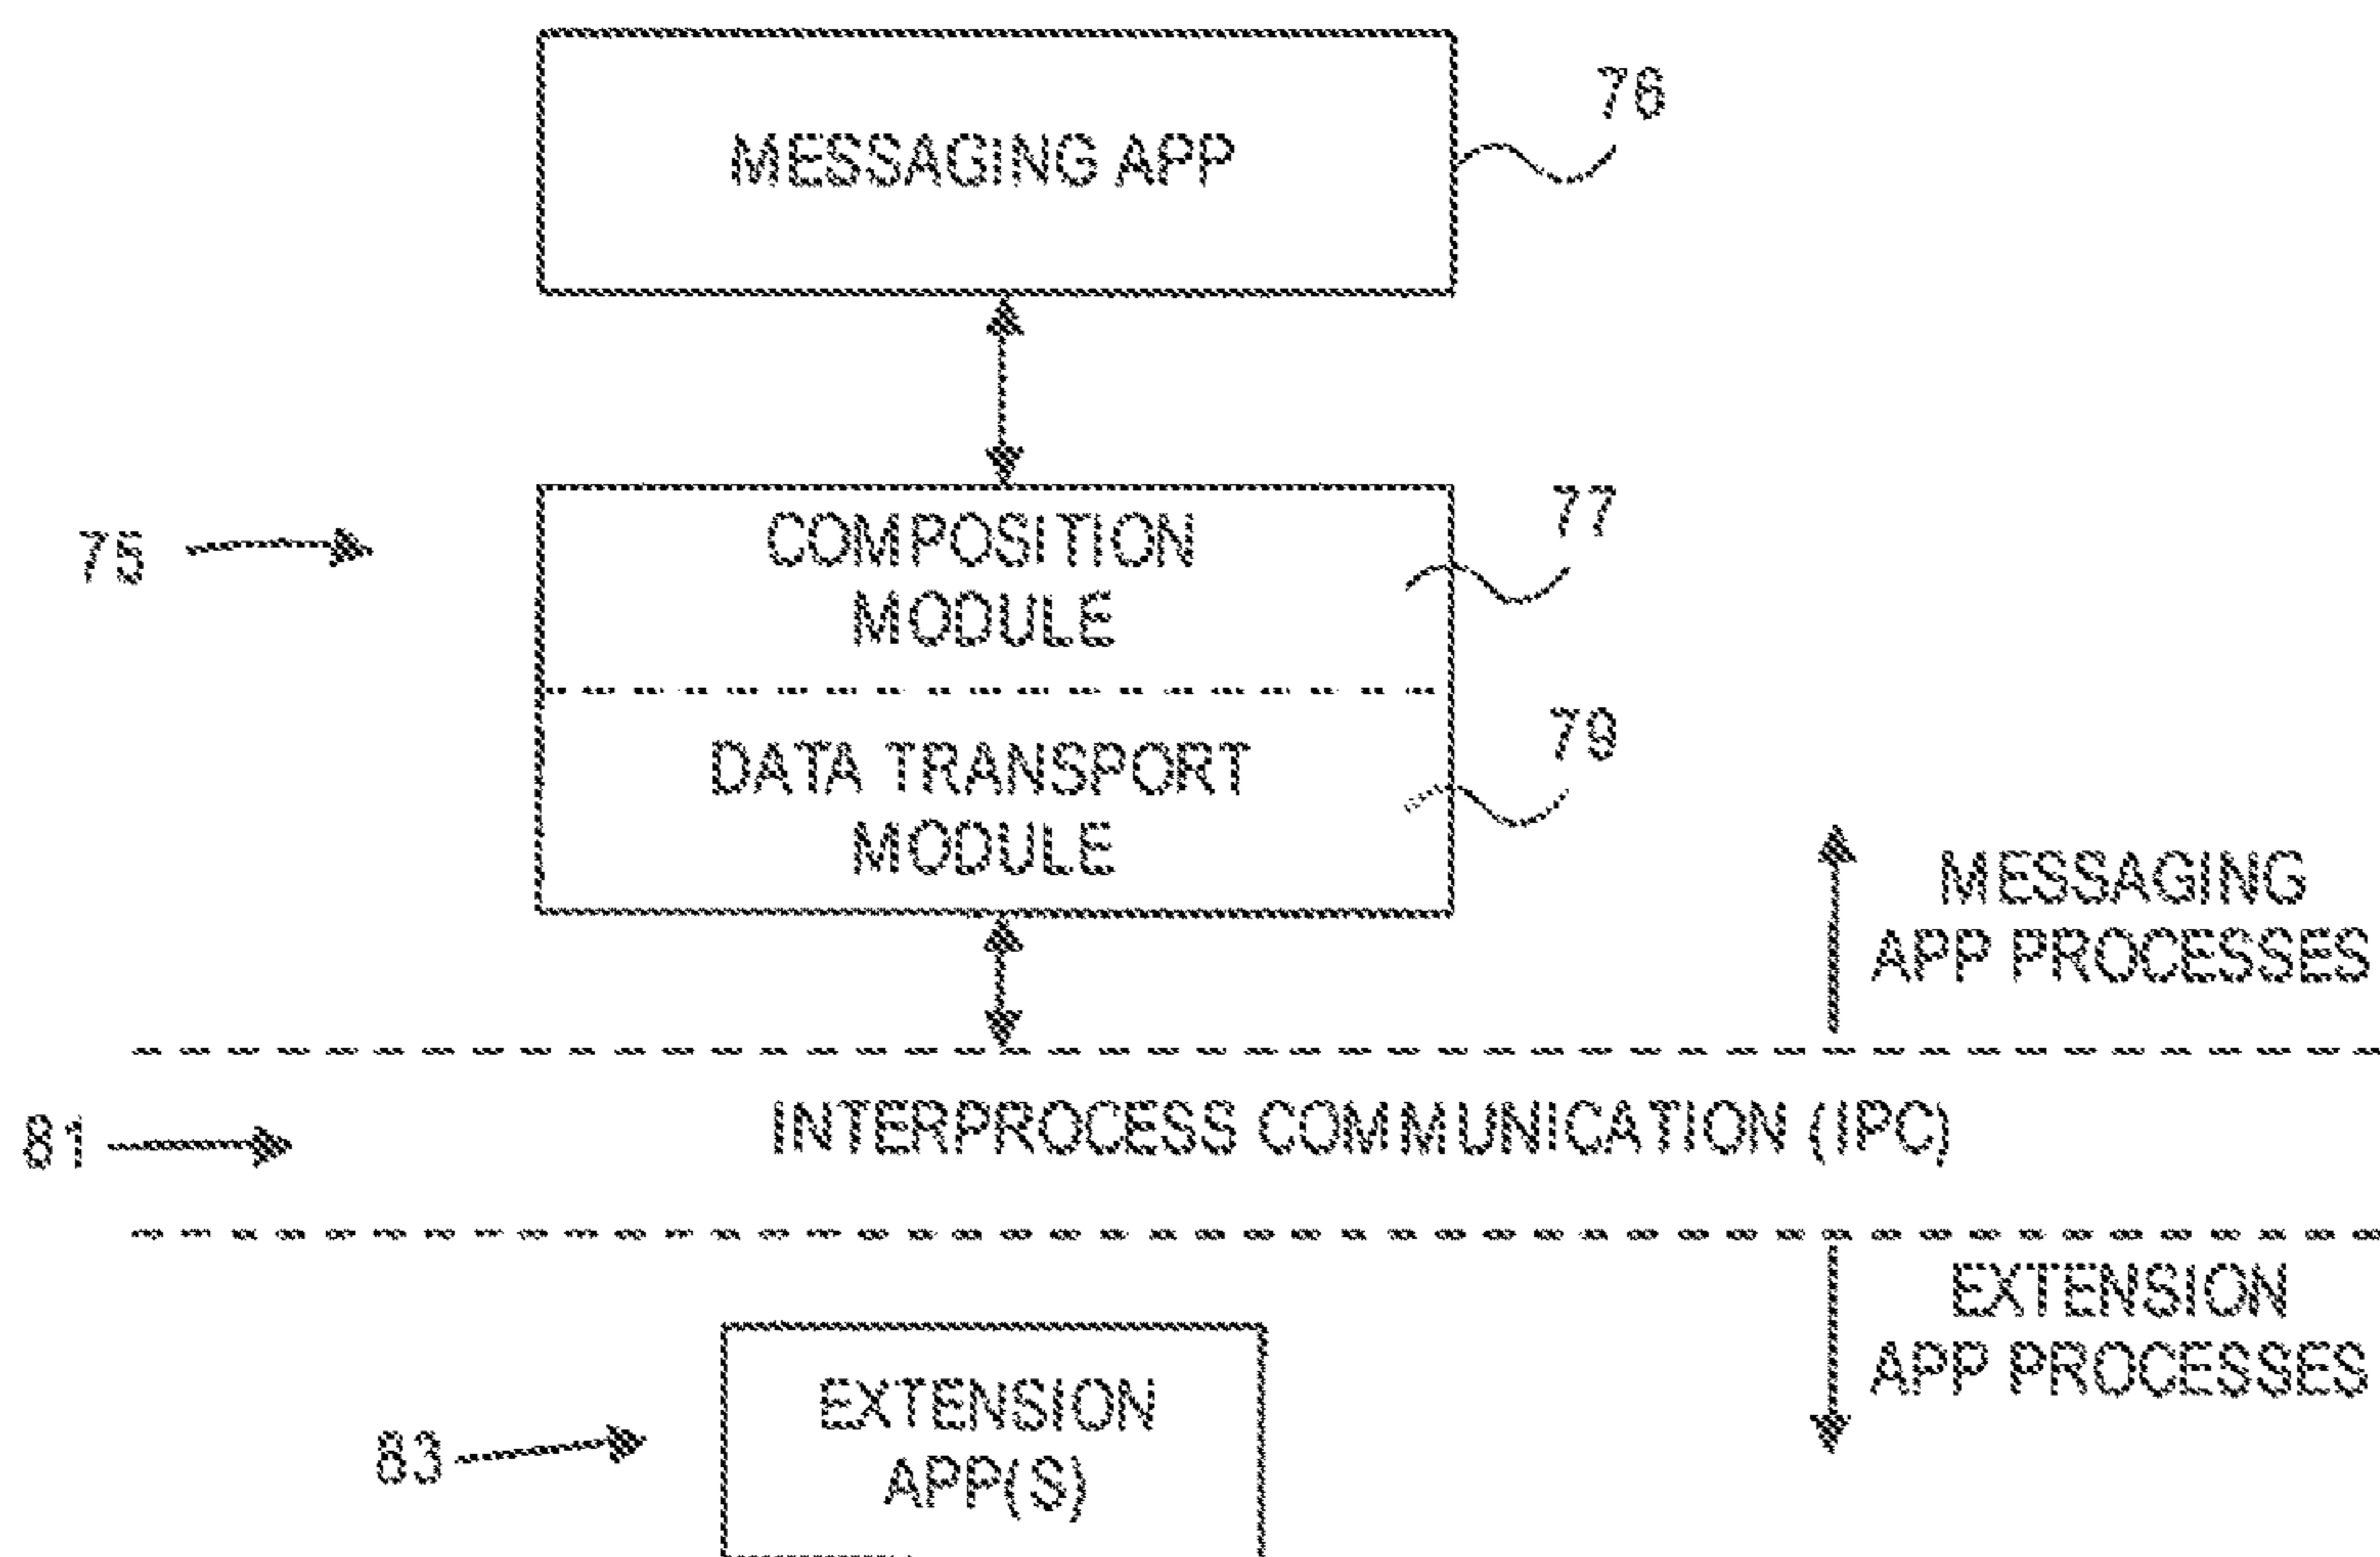 MESSAGING APP
76
75
COMPOSITION
MODULE
77
DATA TRANSPORT
MODULE
79
MESSAGING
APP PROCESSES
81
INTERPROCESS COMMUNICATION (IPC)
EXTENSION
APP PROCESSES
83
EXTENSION
APP(S)